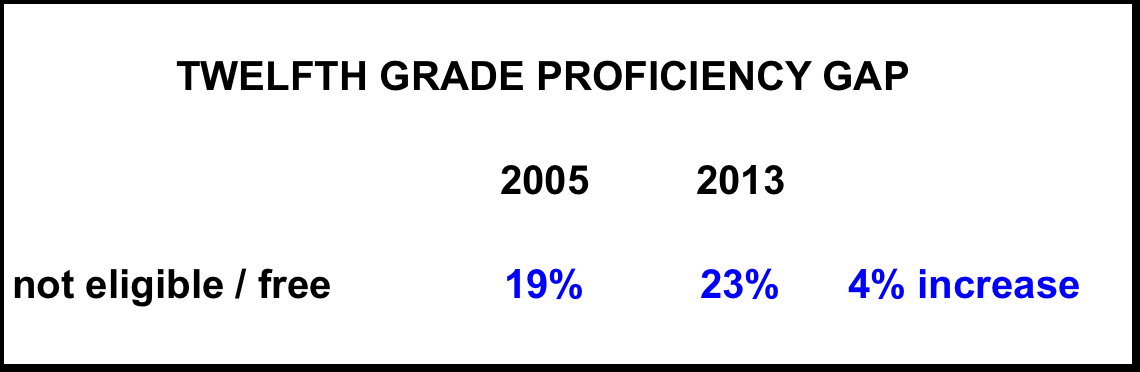 TWELFTH GRADE PROFICIENCY GAP
2005 2013
not eligible / free 19% 23% 4% increase